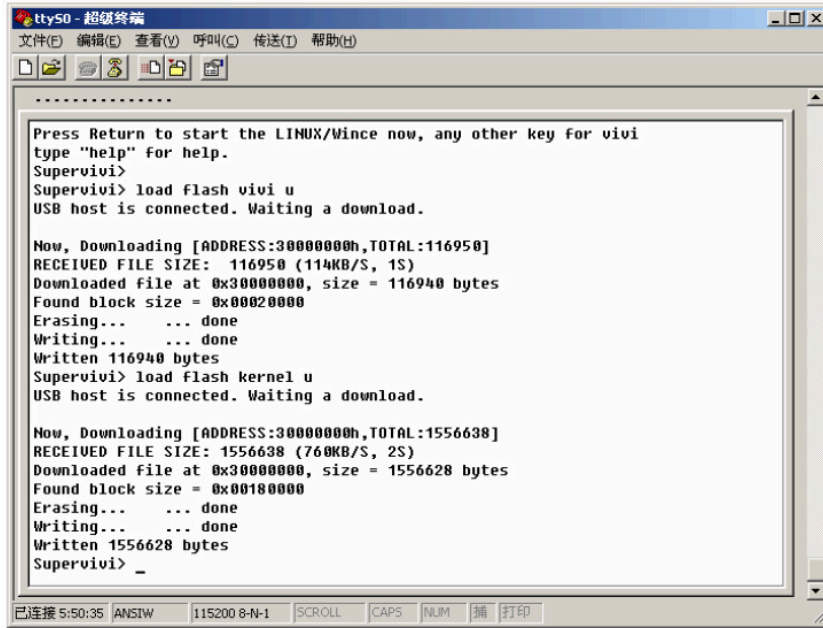 ttyS0 - 超级终端
文件(F) 编辑(E) 查看(V) 呼叫(C) 传送(T) 帮助(H)
...............
Press Return to start the LINUX/Wince now, any other key for vivi
type "help" for help.
Supervivi>
Supervivi> load flash vivi u
USB host is connected. Waiting a download.
Now, Downloading [ADDRESS:30000000h,TOTAL:116950]
RECEIVED FILE SIZE:  116950 (114KB/S, 1S)
Downloaded file at 0x30000000, size = 116940 bytes
Found block size = 0x00020000
Erasing...    ... done
Writing...    ... done
Written 116940 bytes
Supervivi> load flash kernel u
USB host is connected. Waiting a download.
Now, Downloading [ADDRESS:30000000h,TOTAL:1556638]
RECEIVED FILE SIZE: 1556638 (760KB/S, 2S)
Downloaded file at 0x30000000, size = 1556628 bytes
Found block size = 0x00180000
Erasing...    ... done
Writing...    ... done
Written 1556628 bytes
Supervivi> _
已连接 5:50:35 ANSIW 115200 8-N-1 SCROLL CAPS NUM 捕 打印